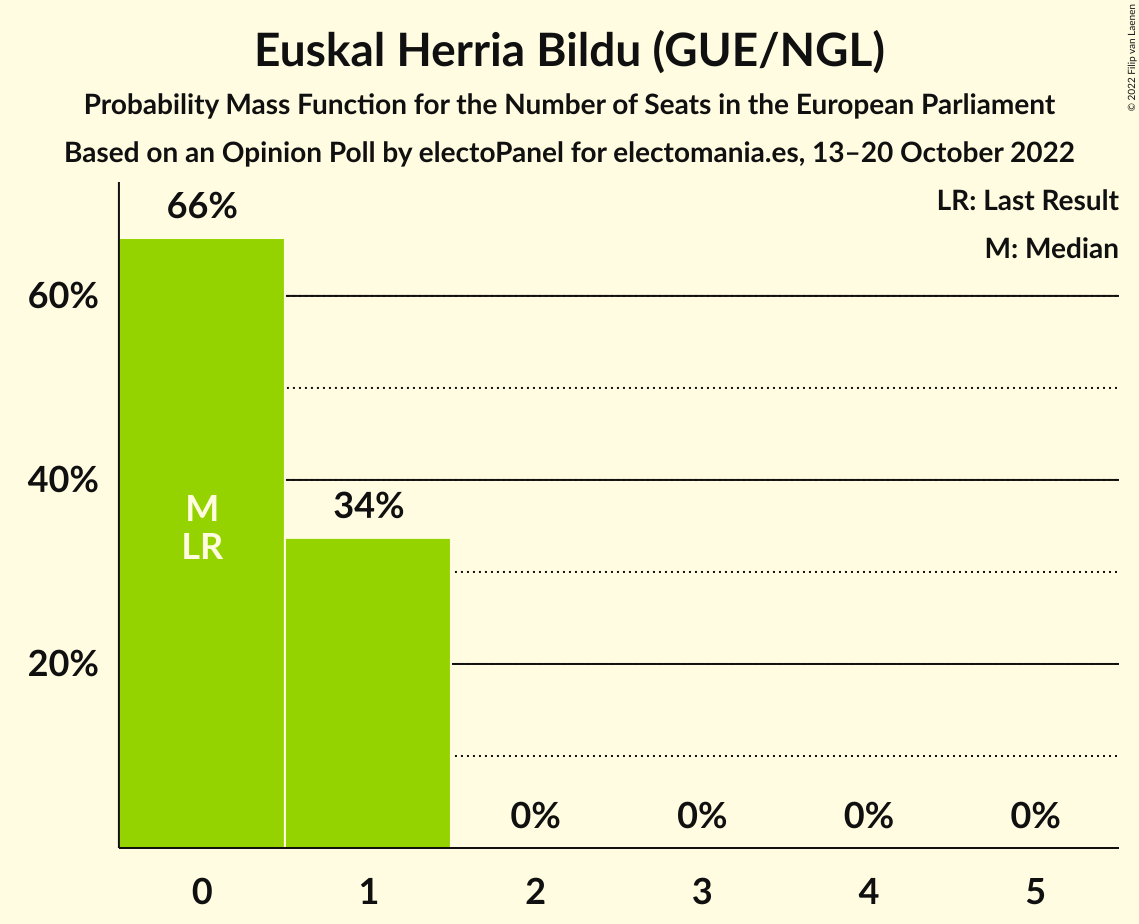 Euskal Herria Bildu (GUE/NGL)
Probability Mass Function for the Number of Seats in the European Parliament
Based on an Opinion Poll by electoPanel for electomania.es, 13–20 October 2022
© 2022 Filip van Laenen
LR: Last Result
M: Median
66%
60%
40%
34%
M
LR
20%
0%
0%
0%
0%
0
1
2
3
4
5